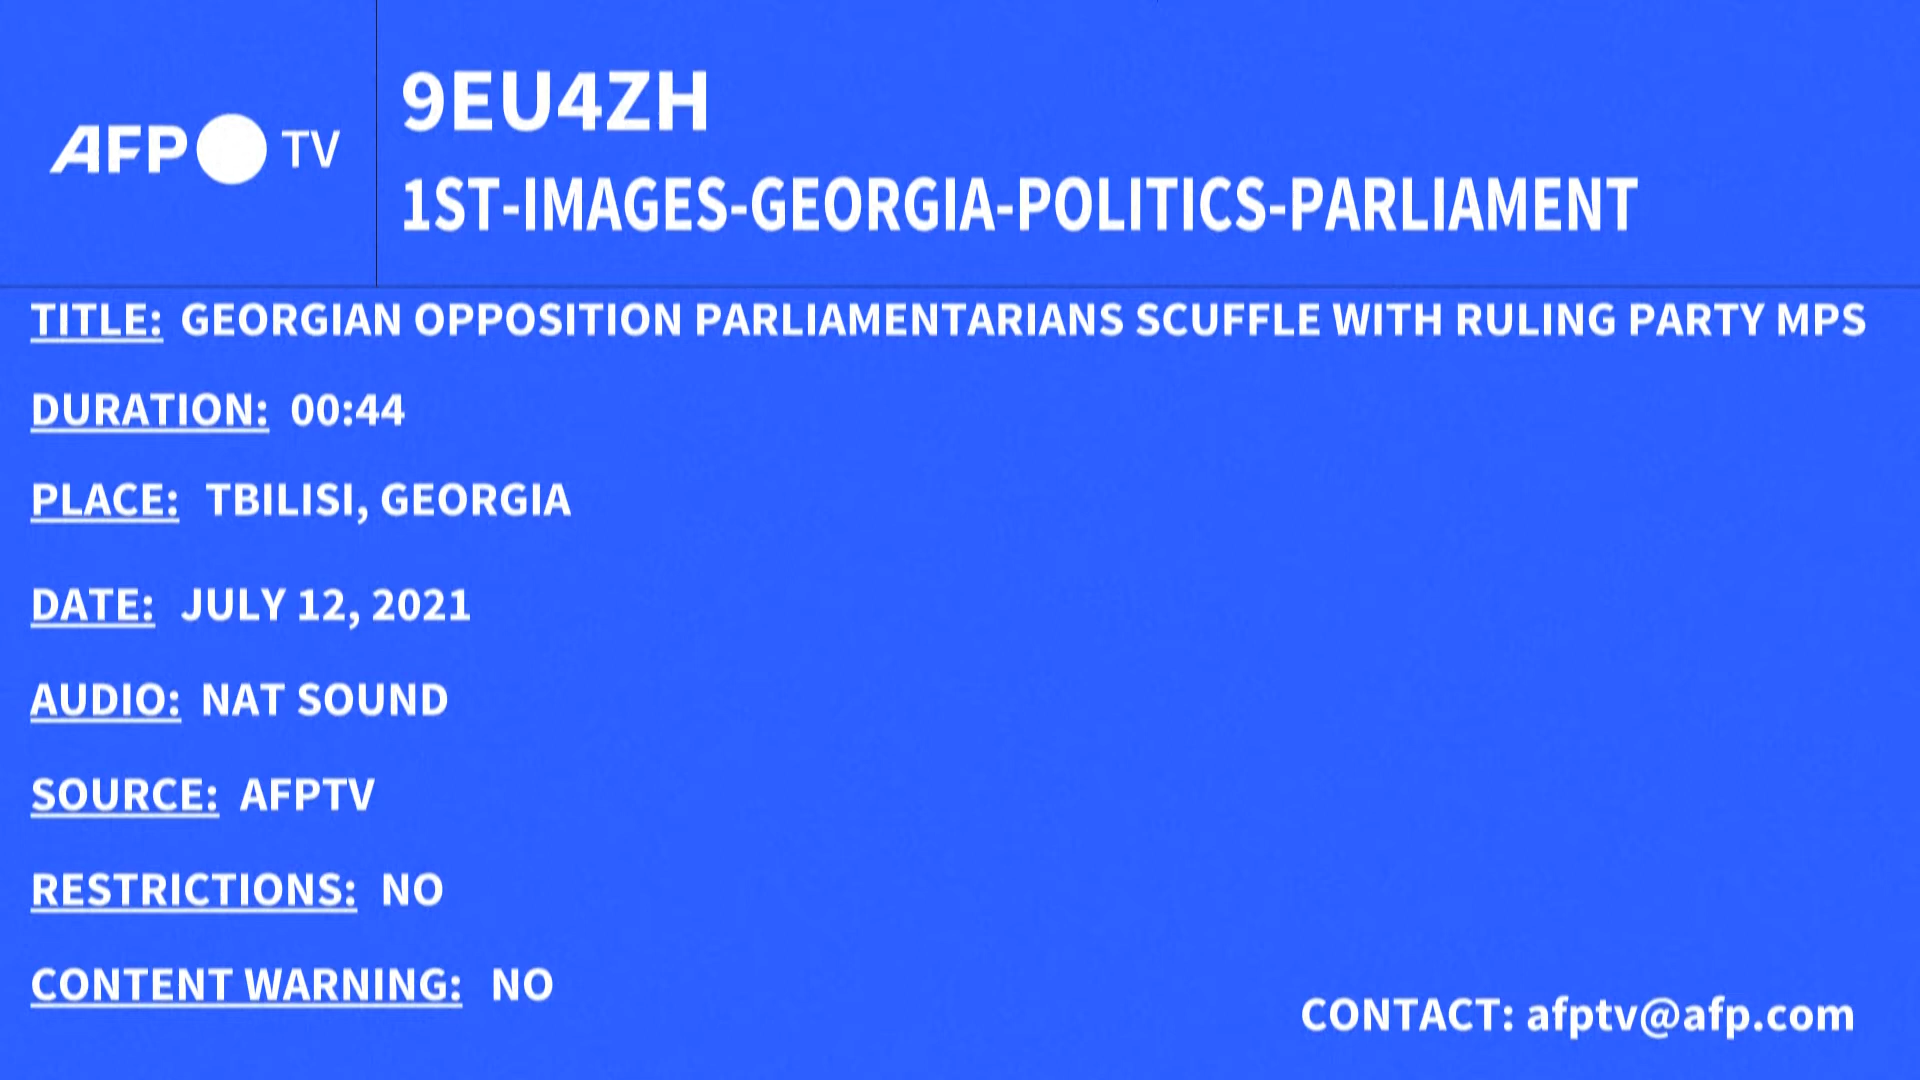 AFP TV
9EU4ZH
1ST-IMAGES-GEORGIA-POLITICS-PARLIAMENT
TITLE: GEORGIAN OPPOSITION PARLIAMENTARIANS SCUFFLE WITH RULING PARTY MPS
DURATION: 00:44
PLACE: TBILISI, GEORGIA
DATE: JULY 12, 2021
AUDIO: NAT SOUND
SOURCE: AFPTV
RESTRICTIONS: NO
CONTENT WARNING: NO
CONTACT: afptv@afp.com